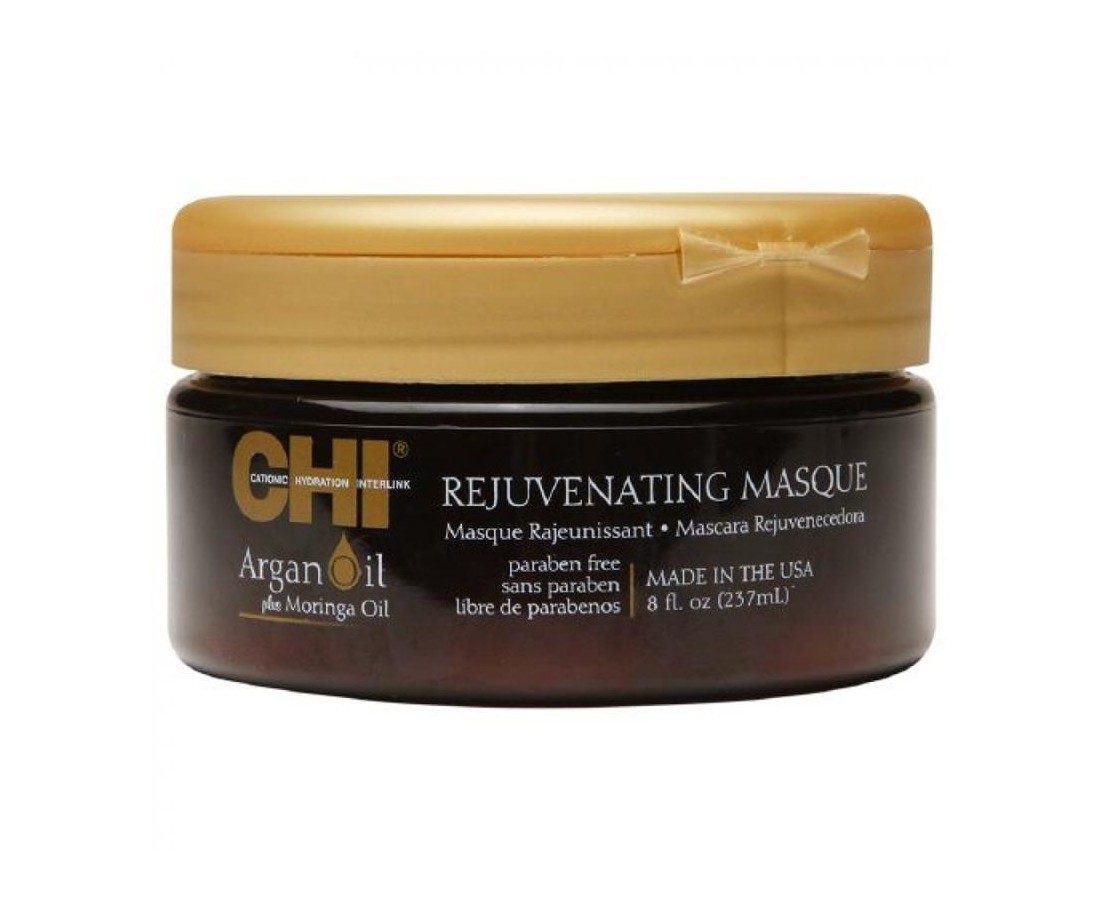 CHI®
CATIONIC HYDRATION INTERLINK
Argan Oil
plus Moringa Oil
REJUVENATING MASQUE
Masque Rajeunissant • Mascara Rejuvenecedora
paraben free
sans paraben
libre de parabenos
MADE IN THE USA
8 fl. oz (237mL)